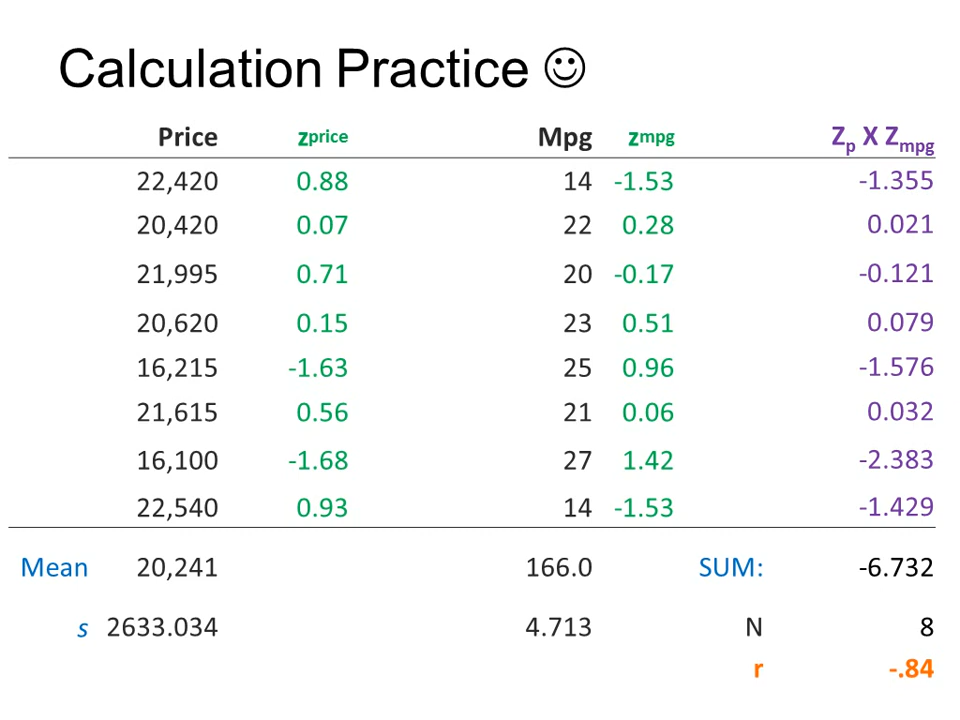 Calculation Practice ☺
Price zprice Mpg zmpg Zp X Zmpg
22,420 0.88 14 -1.53 -1.355
20,420 0.07 22 0.28 0.021
21,995 0.71 20 -0.17 -0.121
20,620 0.15 23 0.51 0.079
16,215 -1.63 25 0.96 -1.576
21,615 0.56 21 0.06 0.032
16,100 -1.68 27 1.42 -2.383
22,540 0.93 14 -1.53 -1.429
Mean 20,241 166.0 SUM: -6.732
s 2633.034 4.713 N 8
r -.84